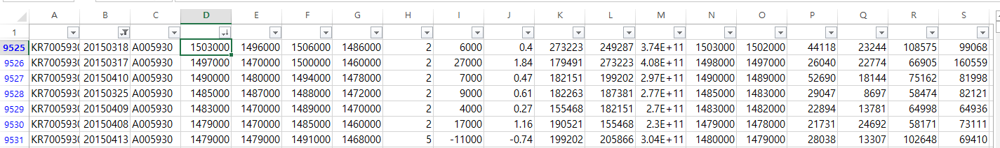 A B C D E F G H I J K L M N O P Q R S
1
9525 KR7005930 20150318 A005930 1503000 1496000 1506000 1486000 2 6000 0.4 273223 249287 3.74E+11 1503000 1502000 44118 23244 108575 99068
9526 KR7005930 20150317 A005930 1497000 1470000 1500000 1460000 2 27000 1.84 179491 273223 4.08E+11 1498000 1497000 26040 22774 66905 160559
9527 KR7005930 20150410 A005930 1490000 1480000 1494000 1478000 2 7000 0.47 182151 199202 2.97E+11 1490000 1489000 52690 18144 75162 81998
9528 KR7005930 20150325 A005930 1485000 1487000 1488000 1472000 2 9000 0.61 182263 187381 2.77E+11 1485000 1483000 29047 8697 58474 82121
9529 KR7005930 20150409 A005930 1483000 1470000 1489000 1470000 2 4000 0.27 155468 182151 2.7E+11 1483000 1482000 22894 13781 64998 64936
9530 KR7005930 20150408 A005930 1479000 1470000 1485000 1460000 2 17000 1.16 190521 155468 2.3E+11 1479000 1478000 21731 24692 58171 73111
9531 KR7005930 20150413 A005930 1479000 1479000 1491000 1468000 5 -11000 -0.74 199202 205866 3.04E+11 1480000 1479000 28038 13307 102648 69410